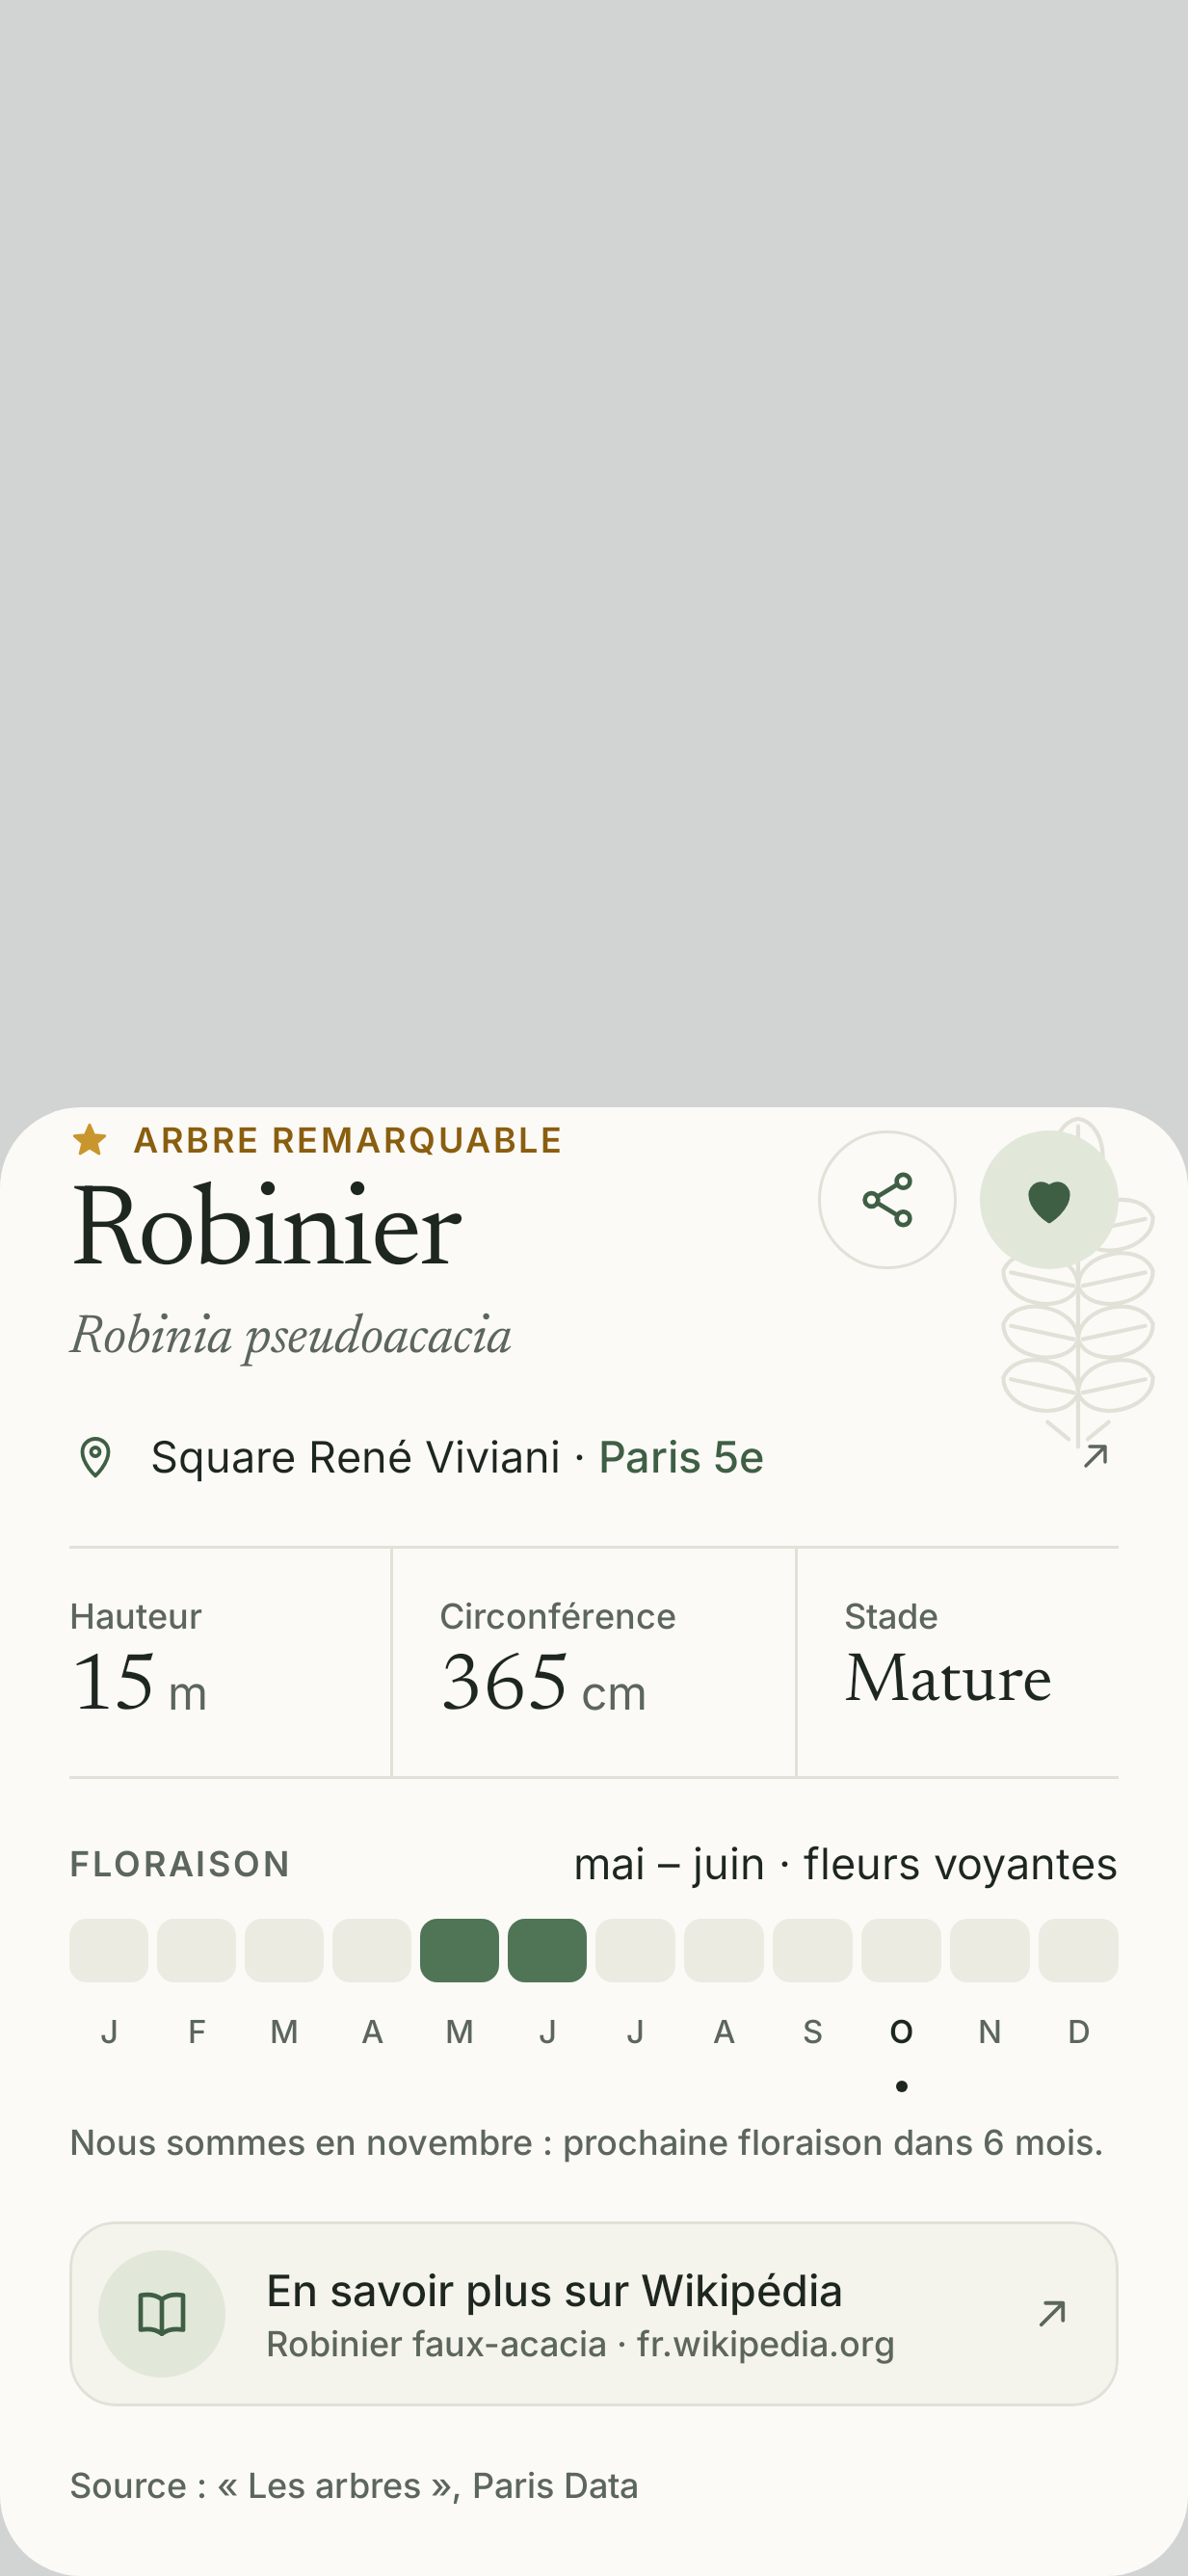 ARBRE REMARQUABLE
Robinier
Robinia pseudoacacia
Square René Viviani · Paris 5e
Hauteur Circonférence Stade
15 m 365 cm Mature
FLORAISON mai – juin · fleurs voyantes
J F M A M J J A S O N D
Nous sommes en novembre : prochaine floraison dans 6 mois.
En savoir plus sur Wikipédia
Robinier faux-acacia · fr.wikipedia.org
Source : « Les arbres », Paris Data